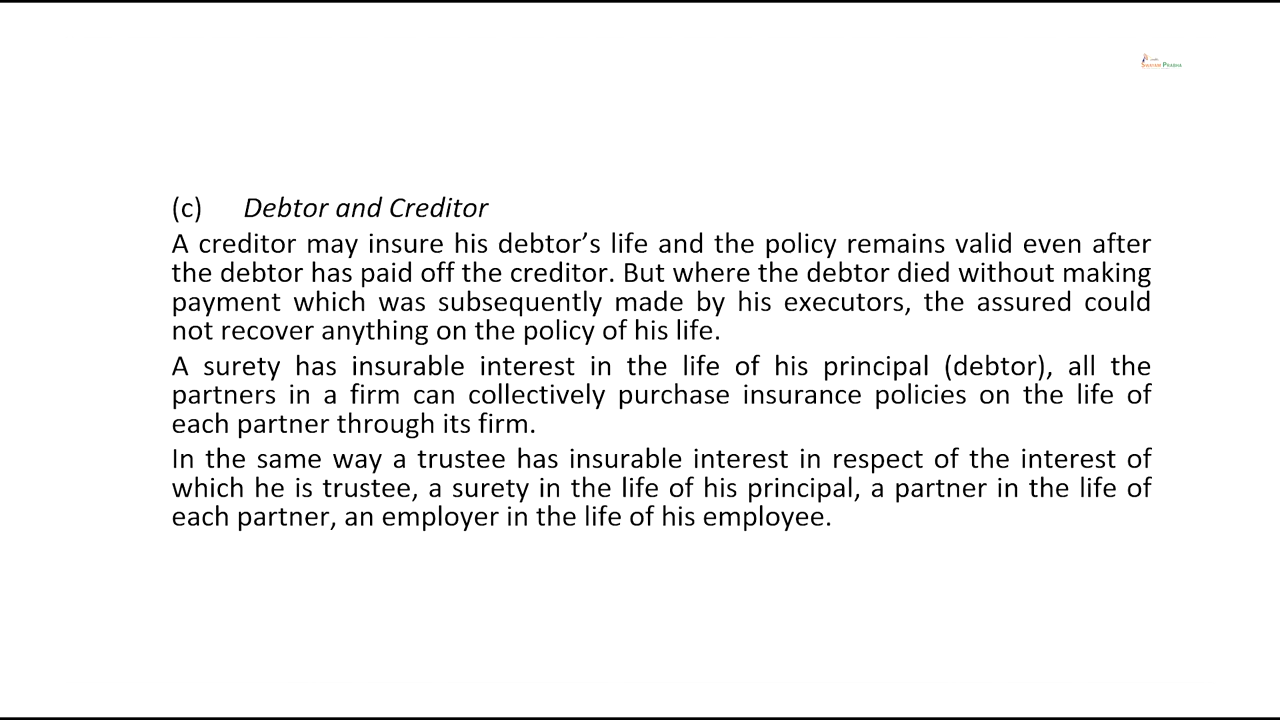 SWAYAM PRABHA
(c) Debtor and Creditor
A creditor may insure his debtor’s life and the policy remains valid even after
the debtor has paid off the creditor. But where the debtor died without making
payment which was subsequently made by his executors, the assured could
not recover anything on the policy of his life.
A surety has insurable interest in the life of his principal (debtor), all the
partners in a firm can collectively purchase insurance policies on the life of
each partner through its firm.
In the same way a trustee has insurable interest in respect of the interest of
which he is trustee, a surety in the life of his principal, a partner in the life of
each partner, an employer in the life of his employee.